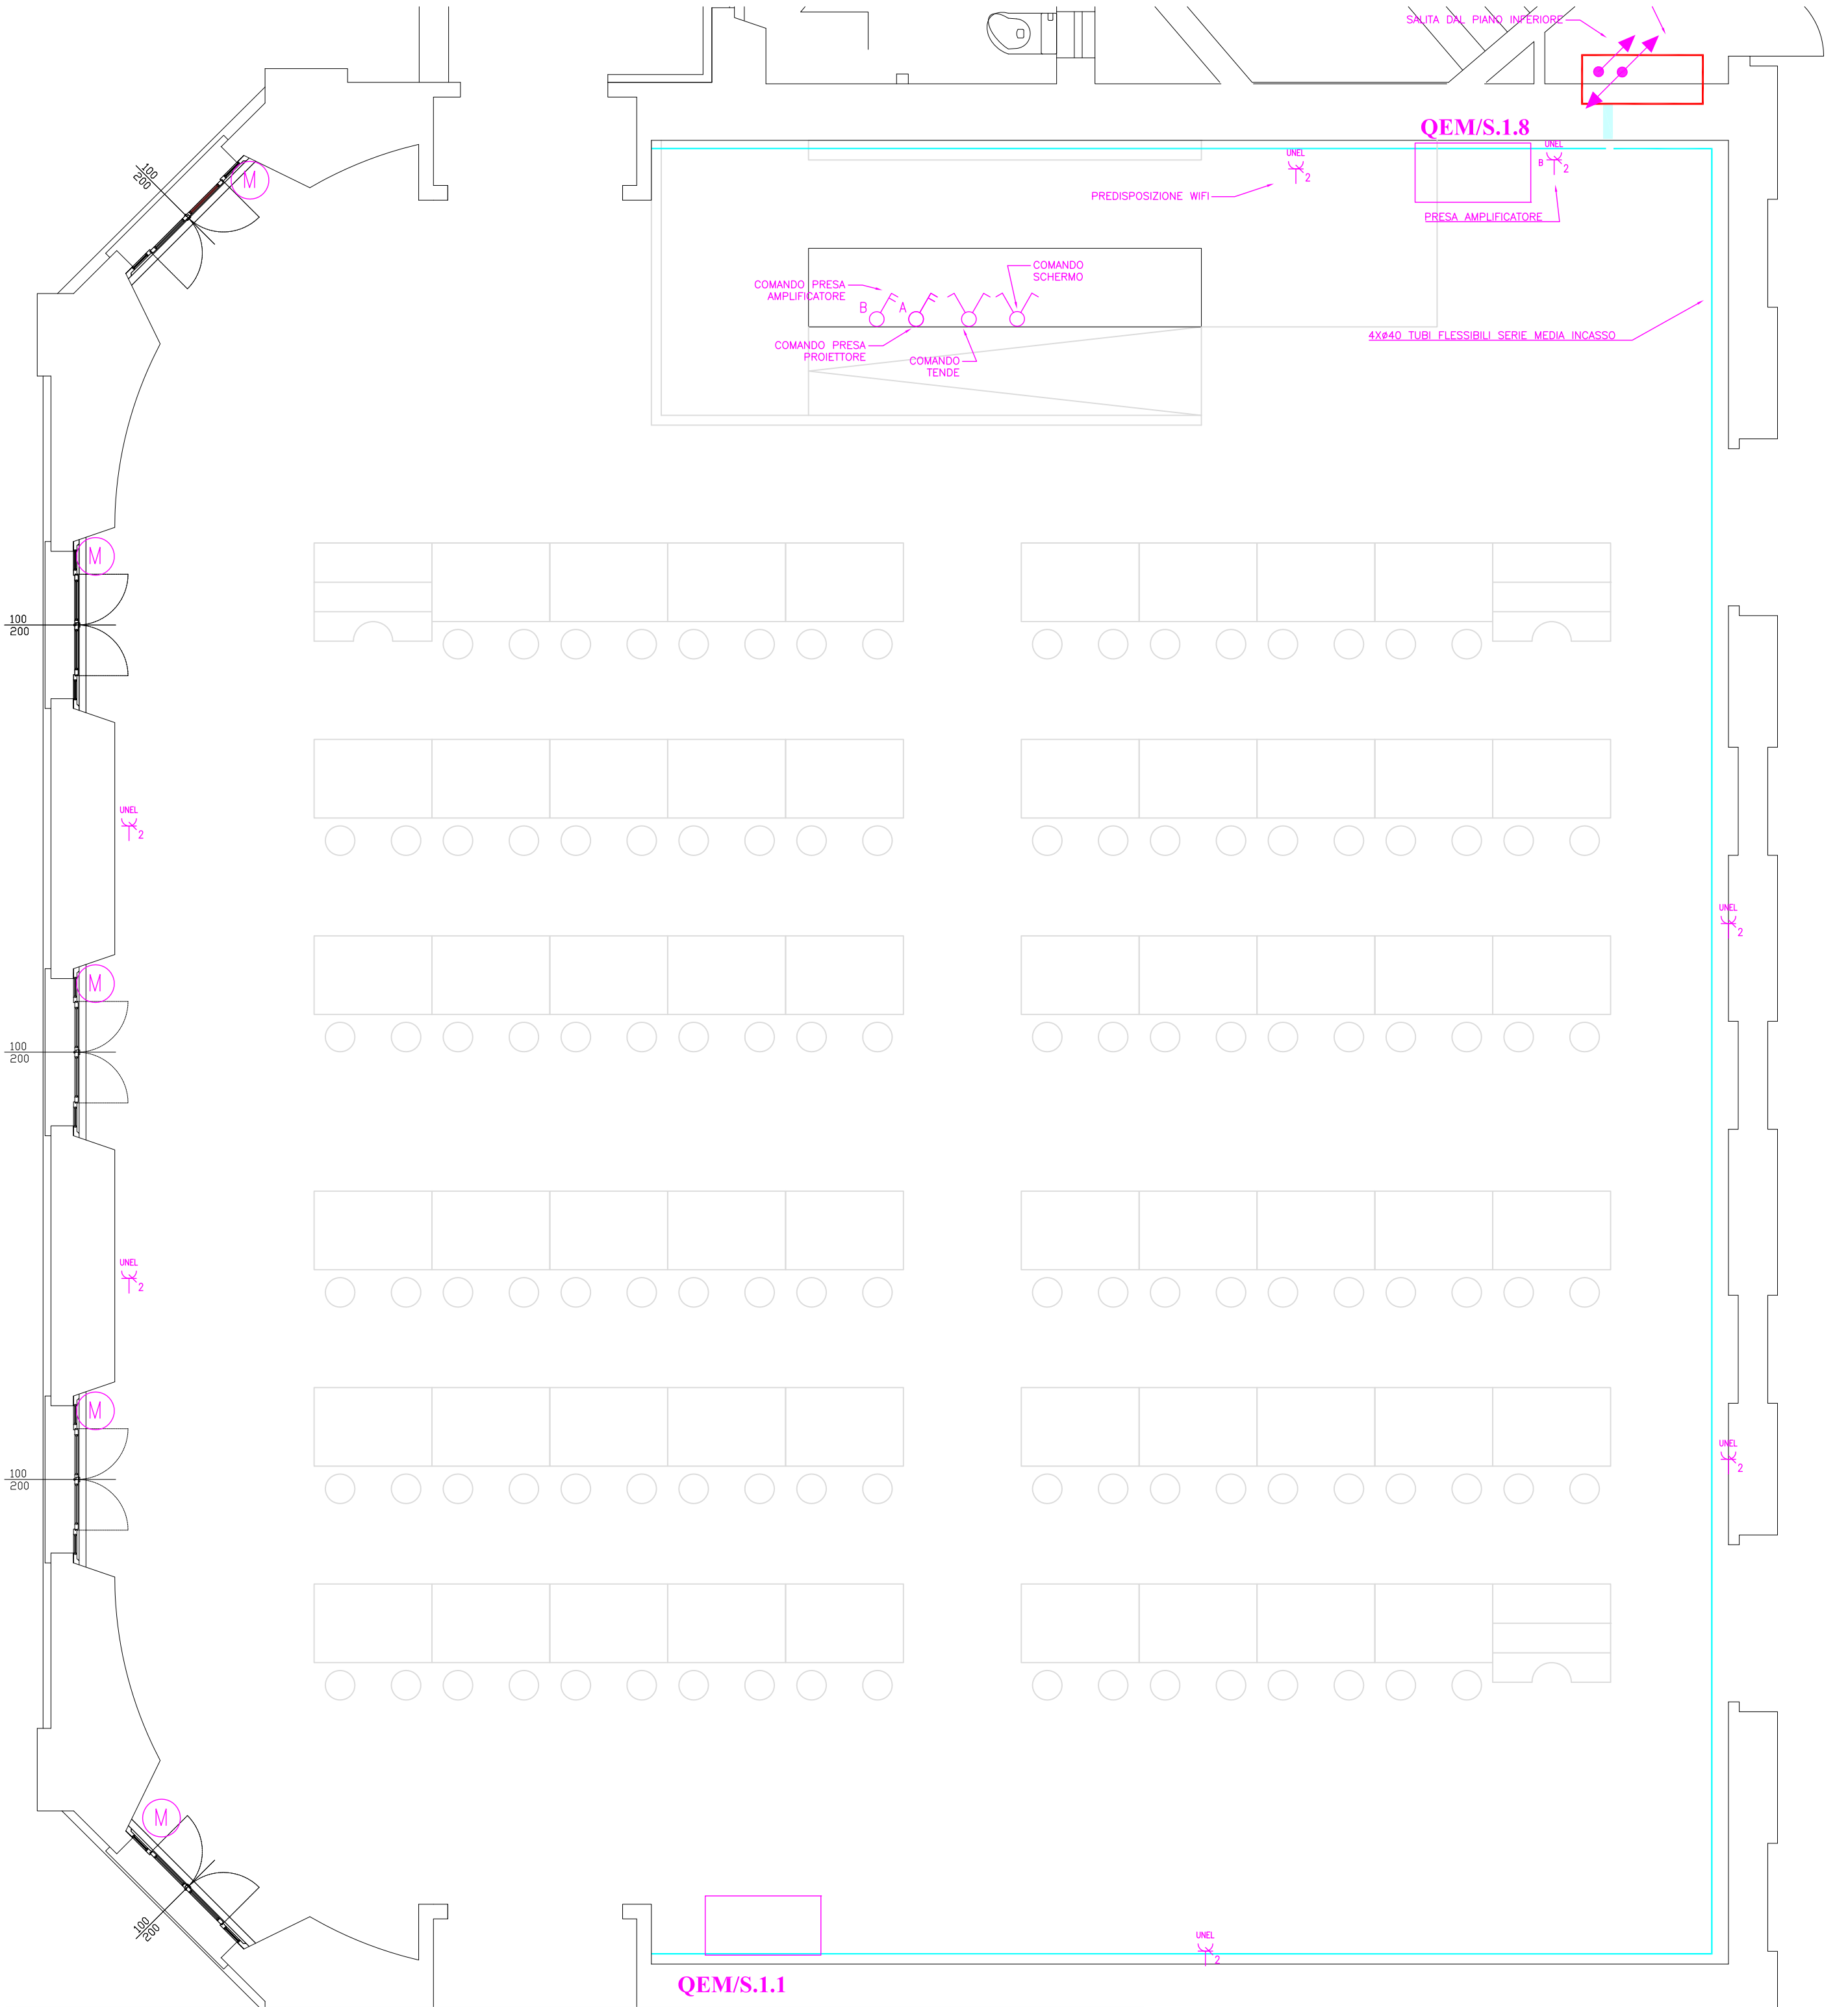 SALITA DAL PIANO INFERIORE
QEM/S.1.8
UNEL
2
UNEL
B 2
PREDISPOSIZIONE WIFI
PRESA AMPLIFICATORE
100
200
M
COMANDO
SCHERMO
COMANDO PRESA
AMPLIFICATORE
B
A
COMANDO PRESA
PROIETTORE
COMANDO
TENDE
4Xø40 TUBI FLESSIBILI SERIE MEDIA INCASSO
M
100
200
UNEL
2
UNEL
2
M
100
200
UNEL
2
M
UNEL
2
100
200
M
100
200
UNEL
2
QEM/S.1.1